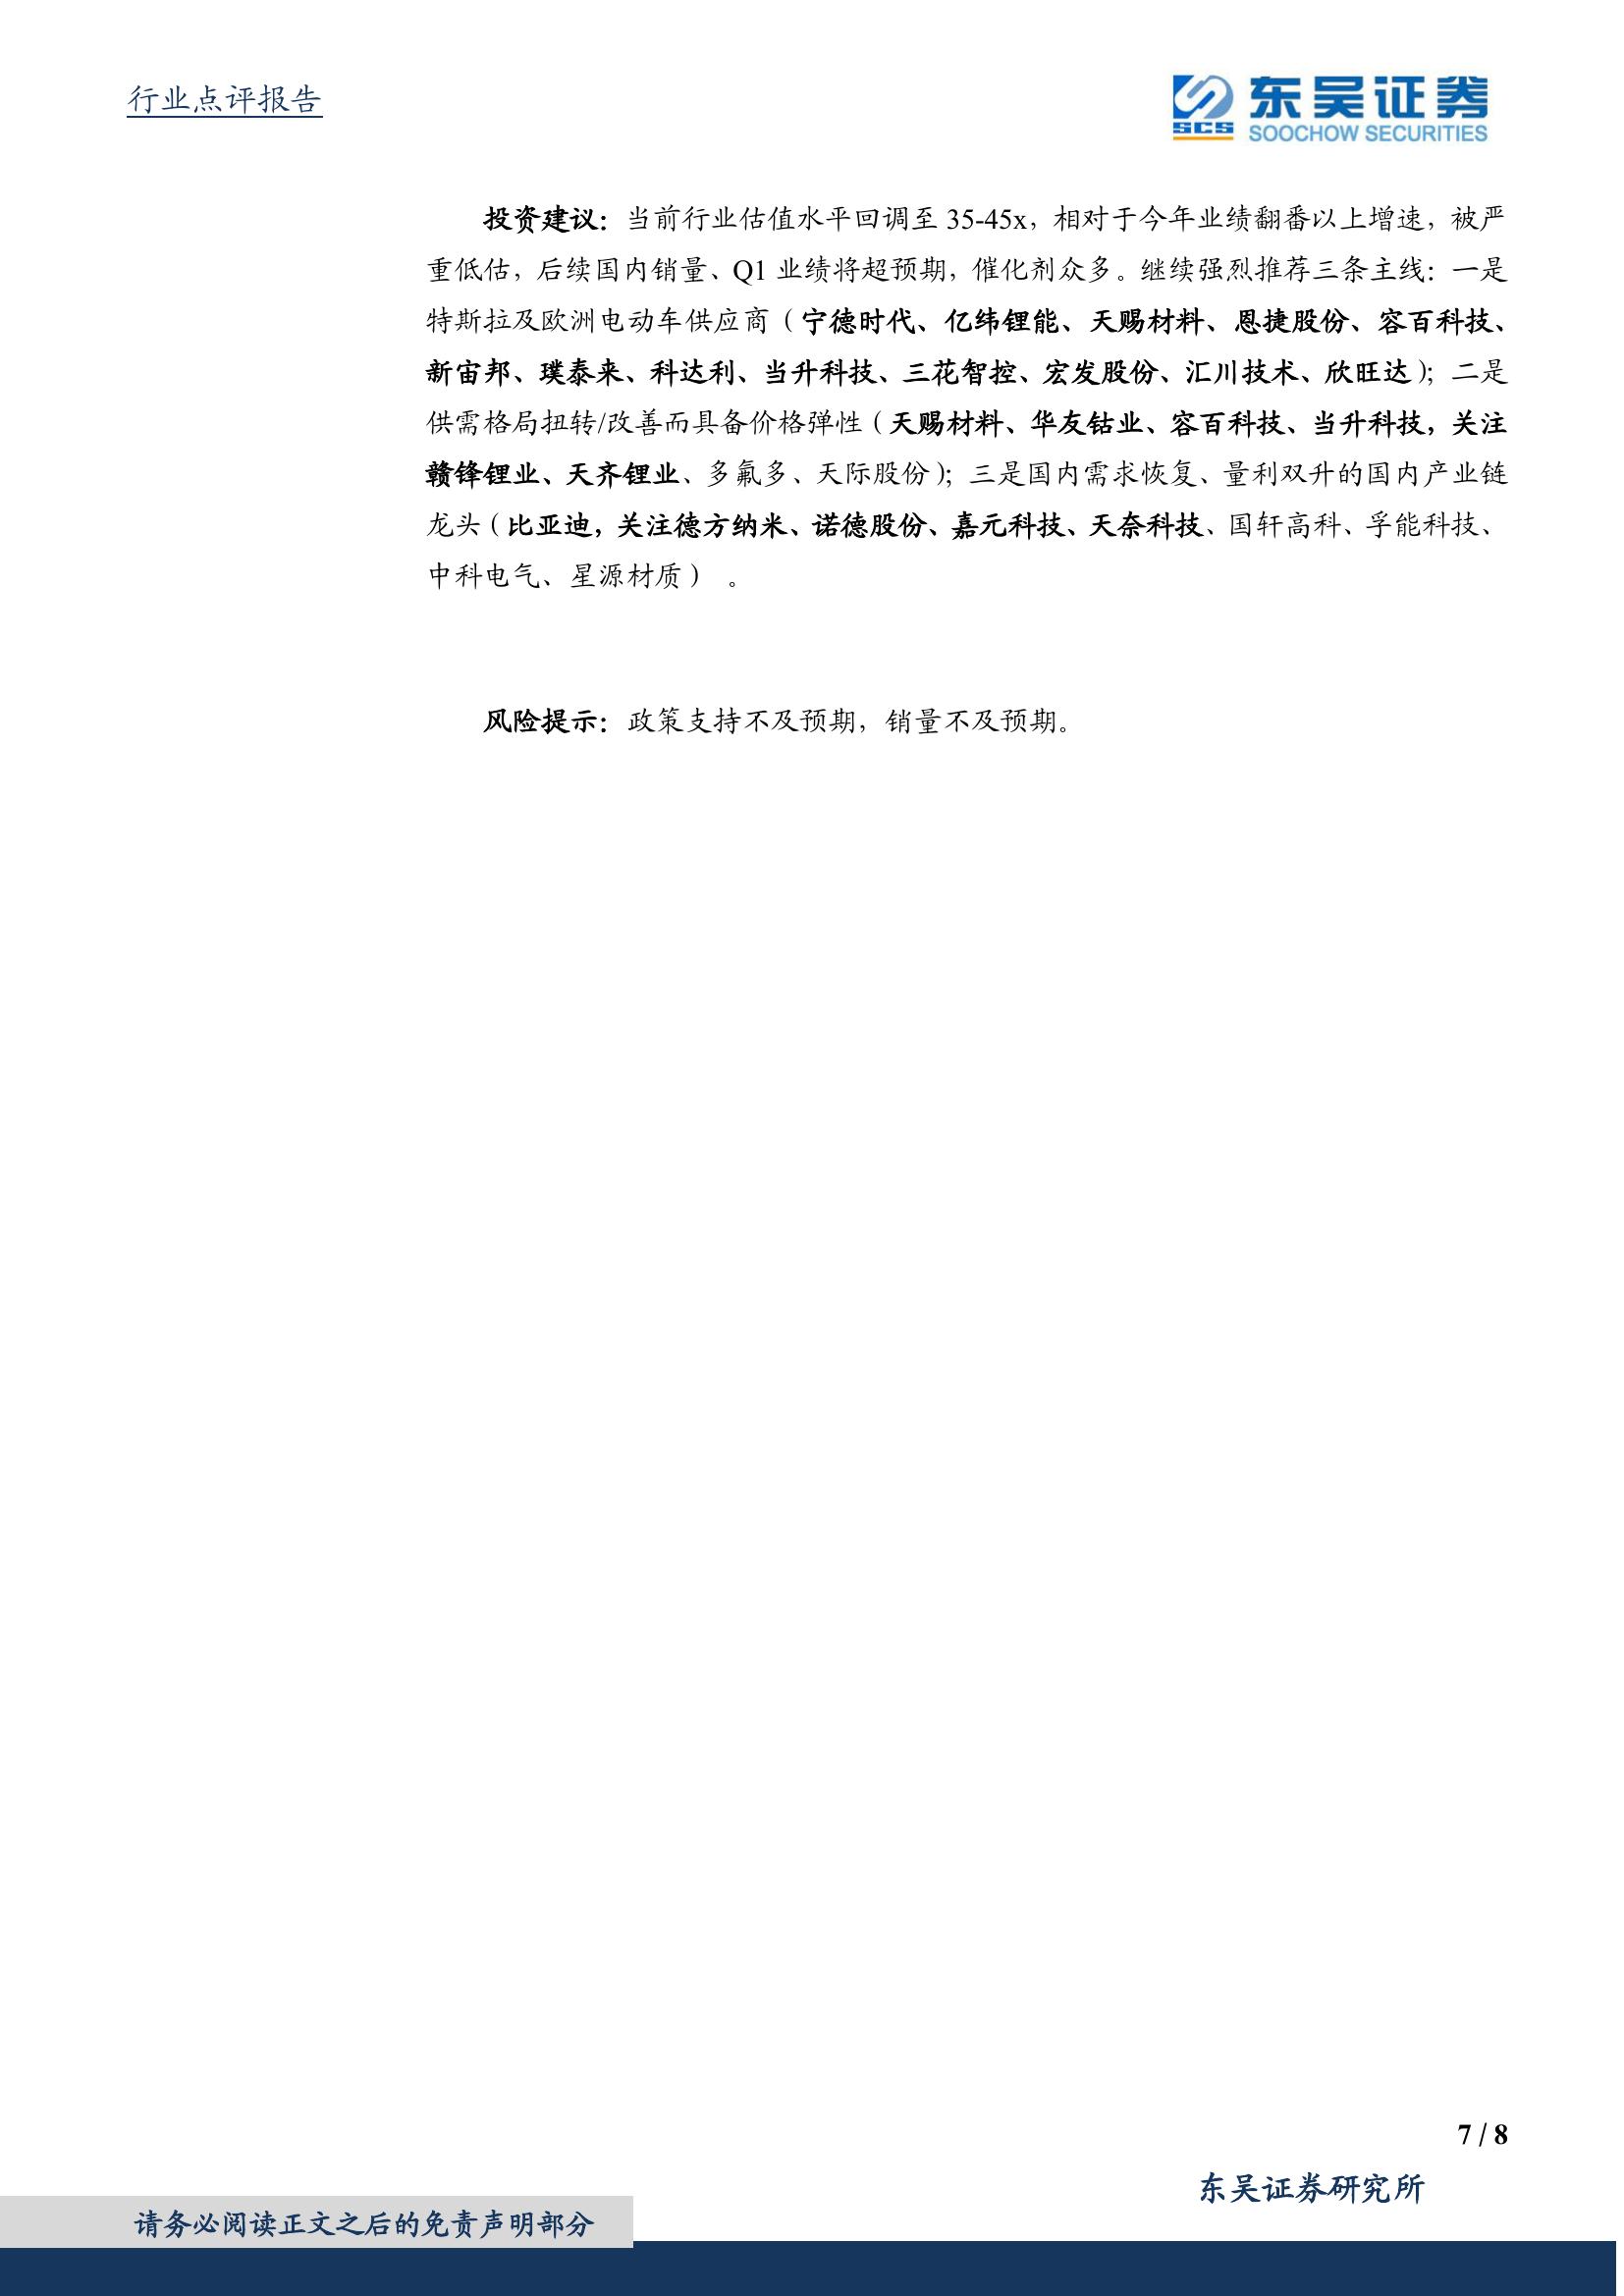 行业点评报告
东吴证券
SCS
SOOCHOW SECURITIES
投资建议：当前行业估值水平回调至 35-45x，相对于今年业绩翻番以上增速，被严
重低估，后续国内销量、Q1 业绩将超预期，催化剂众多。继续强烈推荐三条主线：一是
特斯拉及欧洲电动车供应商（宁德时代、亿纬锂能、天赐材料、恩捷股份、容百科技、
新宙邦、璞泰来、科达利、当升科技、三花智控、宏发股份、汇川技术、欣旺达）；二是
供需格局扭转/改善而具备价格弹性（天赐材料、华友钴业、容百科技、当升科技，关注
赣锋锂业、天齐锂业、多氟多、天际股份）；三是国内需求恢复、量利双升的国内产业链
龙头（比亚迪，关注德方纳米、诺德股份、嘉元科技、天奈科技、国轩高科、孚能科技、
中科电气、星源材质） 。
风险提示：政策支持不及预期，销量不及预期。
7 / 8
东吴证券研究所
请务必阅读正文之后的免责声明部分